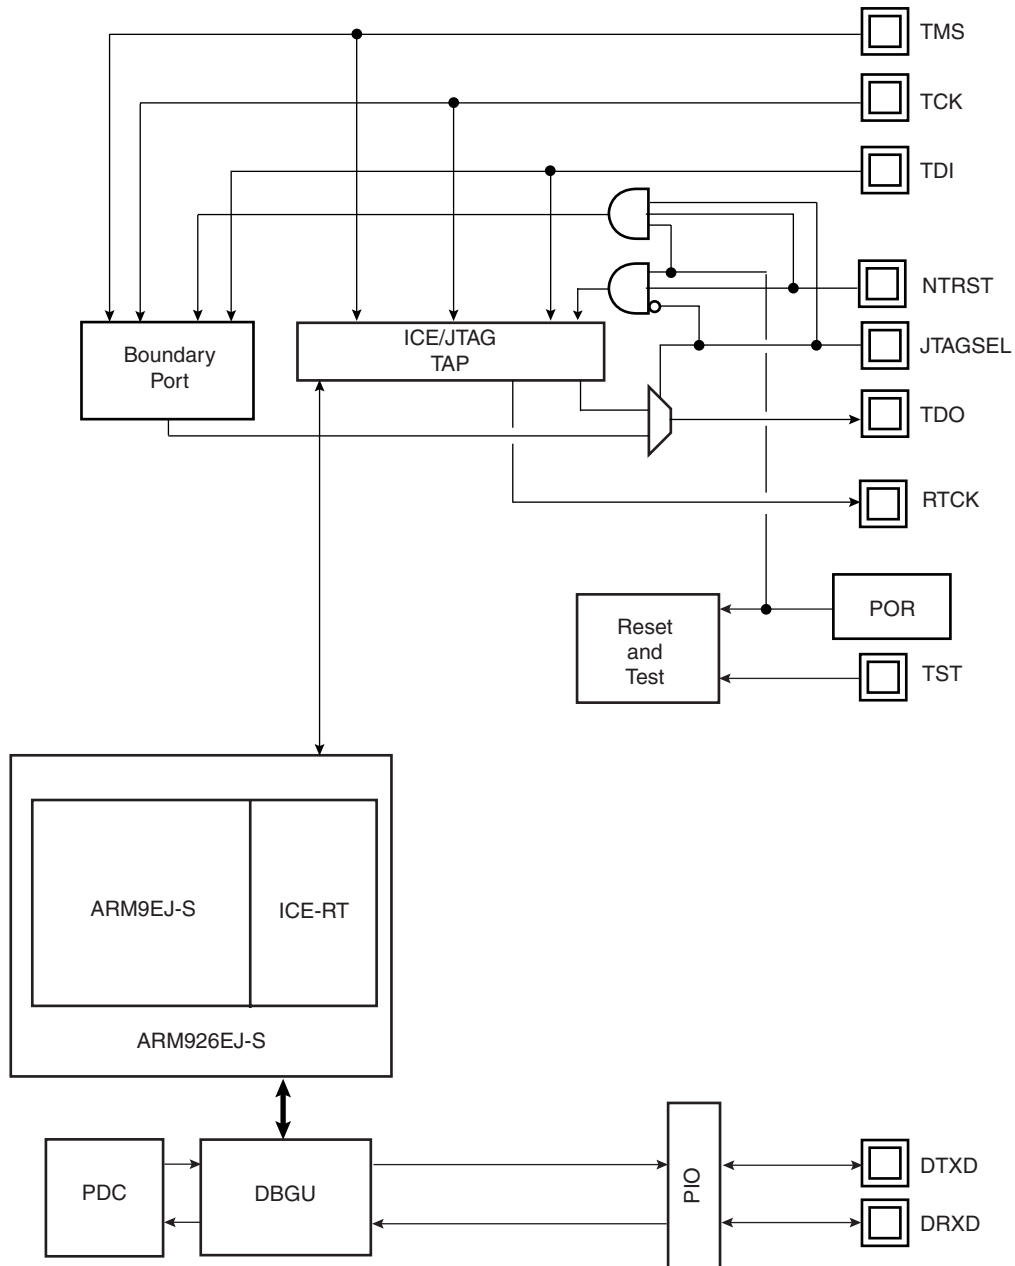 TMS
TCK
TDI
NTRST
Boundary
Port
ICE/JTAG
TAP
JTAGSEL
TDO
RTCK
POR
Reset
and
Test
TST
ARM9EJ-S
ICE-RT
ARM926EJ-S
PDC
DBGU
PIO
DTXD
DRXD